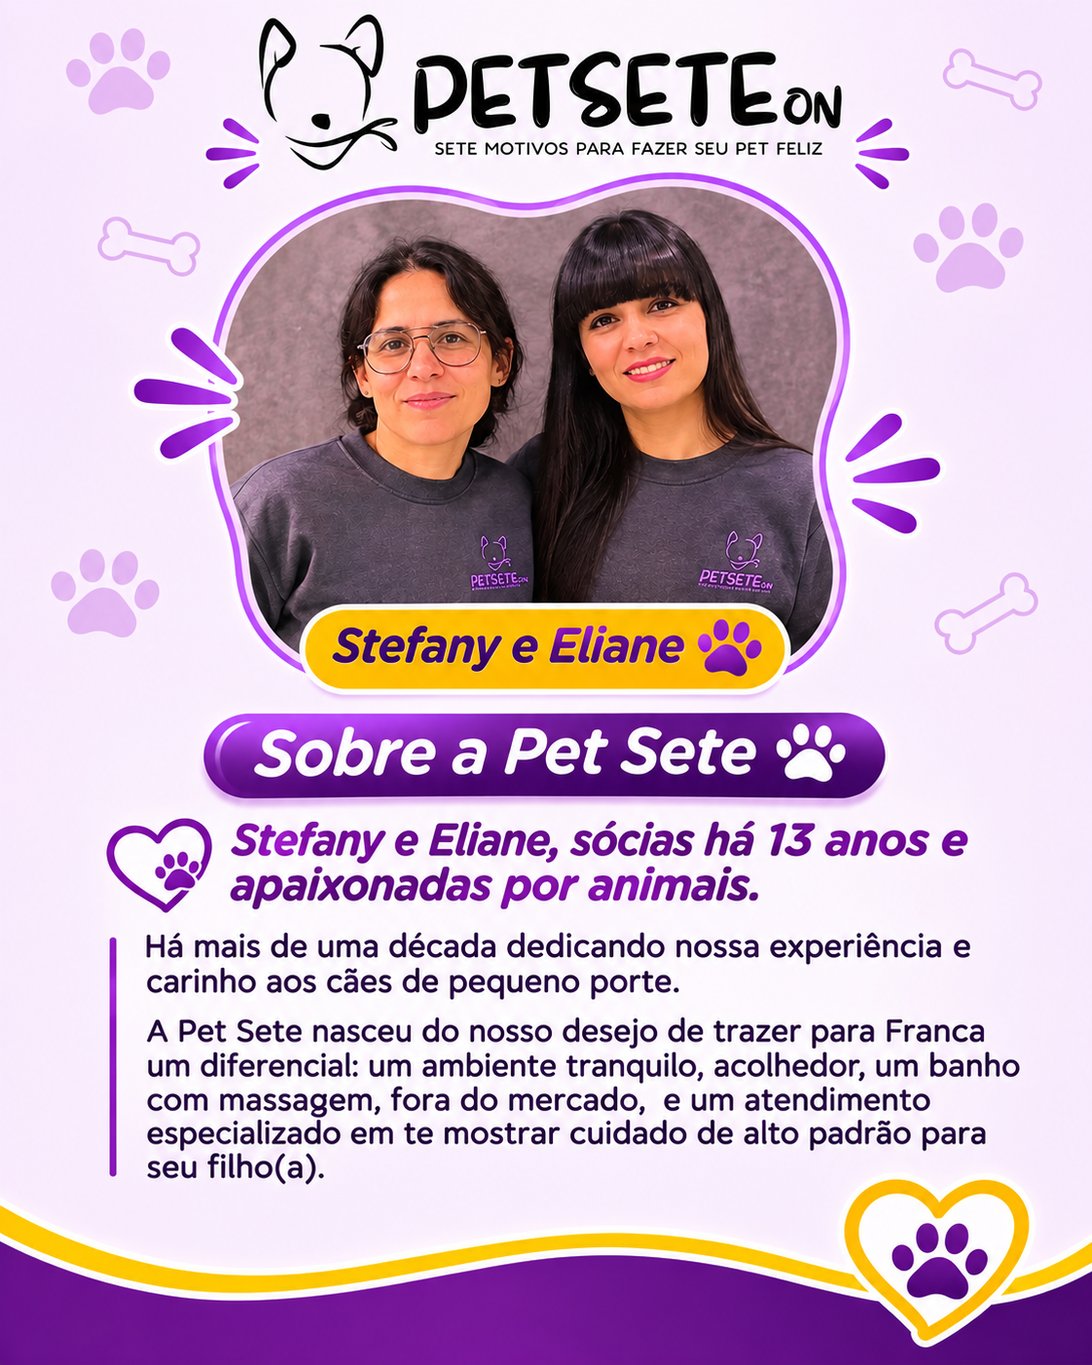 PETSETE ON
SETE MOTIVOS PARA FAZER SEU PET FELIZ
PETSETE ON
PETSETE ON
Stefany e Eliane
Sobre a Pet Sete
Stefany e Eliane, sócias há 13 anos e
apaixonadas por animais.
Há mais de uma década dedicando nossa experiência e
carinho aos cães de pequeno porte.
A Pet Sete nasceu do nosso desejo de trazer para Franca
um diferencial: um ambiente tranquilo, acolhedor, um banho
com massagem, fora do mercado,  e um atendimento
especializado em te mostrar cuidado de alto padrão para
seu filho(a).